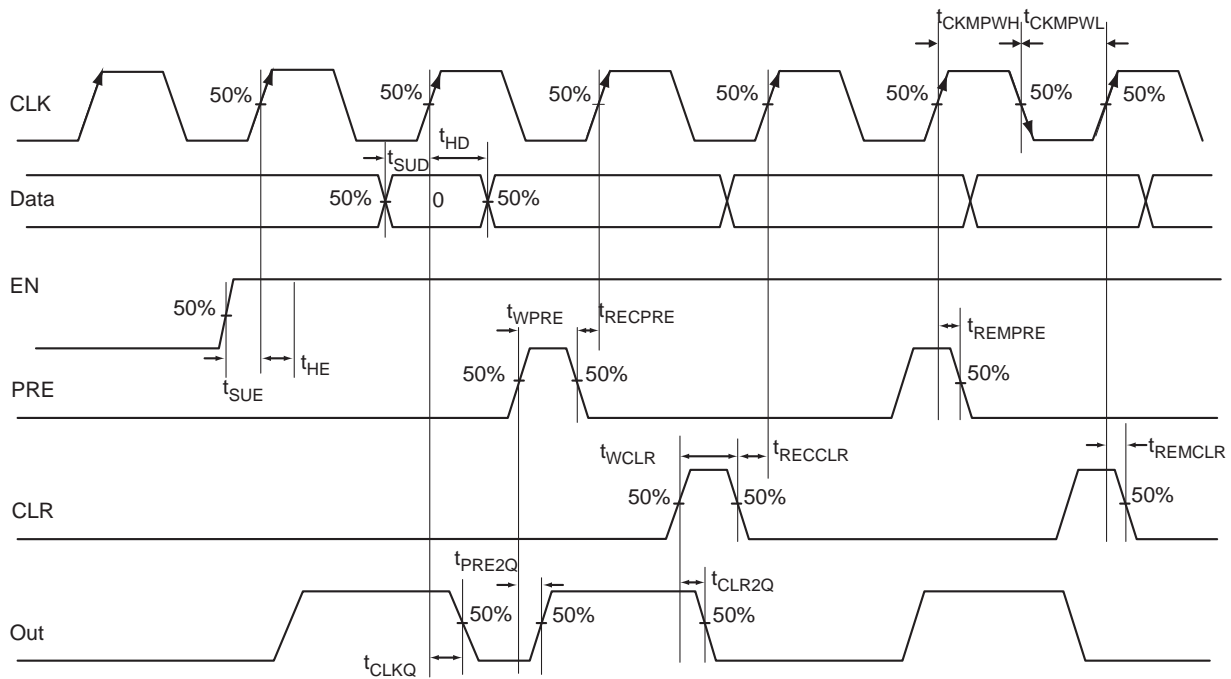 tCKMPWH tCKMPWL
CLK
50% 50% 50% 50% 50% 50% 50%
tSUD
tHD
Data
50% 0 50%
EN
50%
tSUE
tHE
tWPRE tRECPRE
tREMPRE
PRE
50% 50% 50%
tWCLR tRECCLR
tREMCLR
CLR
50% 50% 50%
tPRE2Q
tCLR2Q
Out
50% 50% 50%
tCLKQ